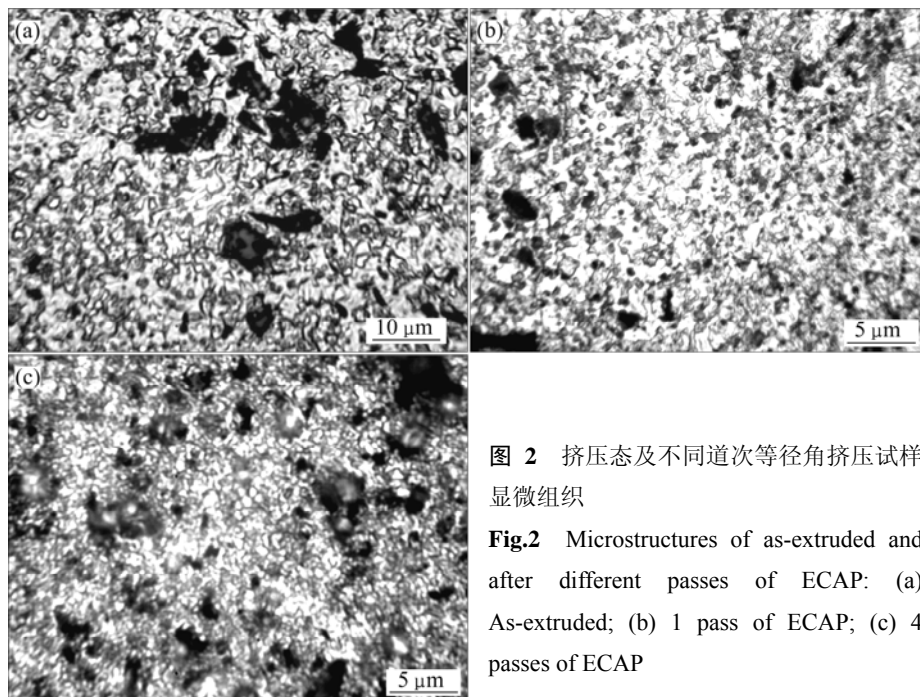 (a)
(b)
10 μm
5 μm
(c)
5 μm
图 2 挤压态及不同道次等径角挤压试样
显微组织
Fig.2 Microstructures of as-extruded and
after different passes of ECAP: (a)
As-extruded; (b) 1 pass of ECAP; (c) 4
passes of ECAP